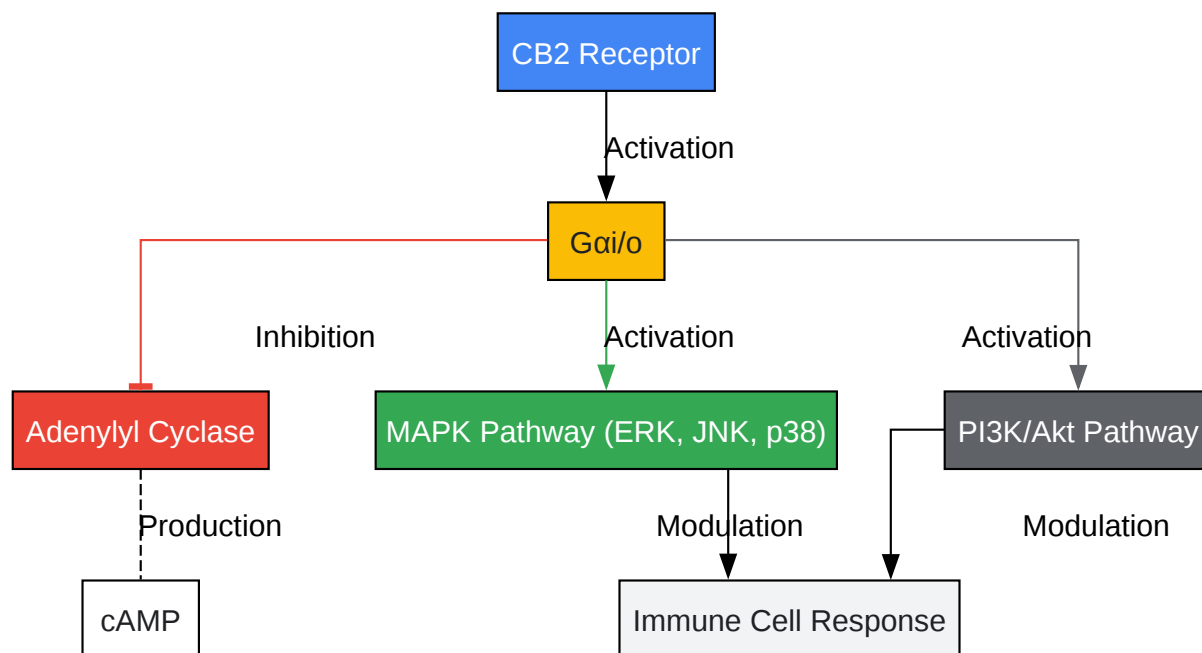 CB2 Receptor
Activation
Gαi/o
Inhibition
Activation
Activation
Adenylyl Cyclase
MAPK Pathway (ERK, JNK, p38)
PI3K/Akt Pathway
Production
Modulation
Modulation
cAMP
Immune Cell Response